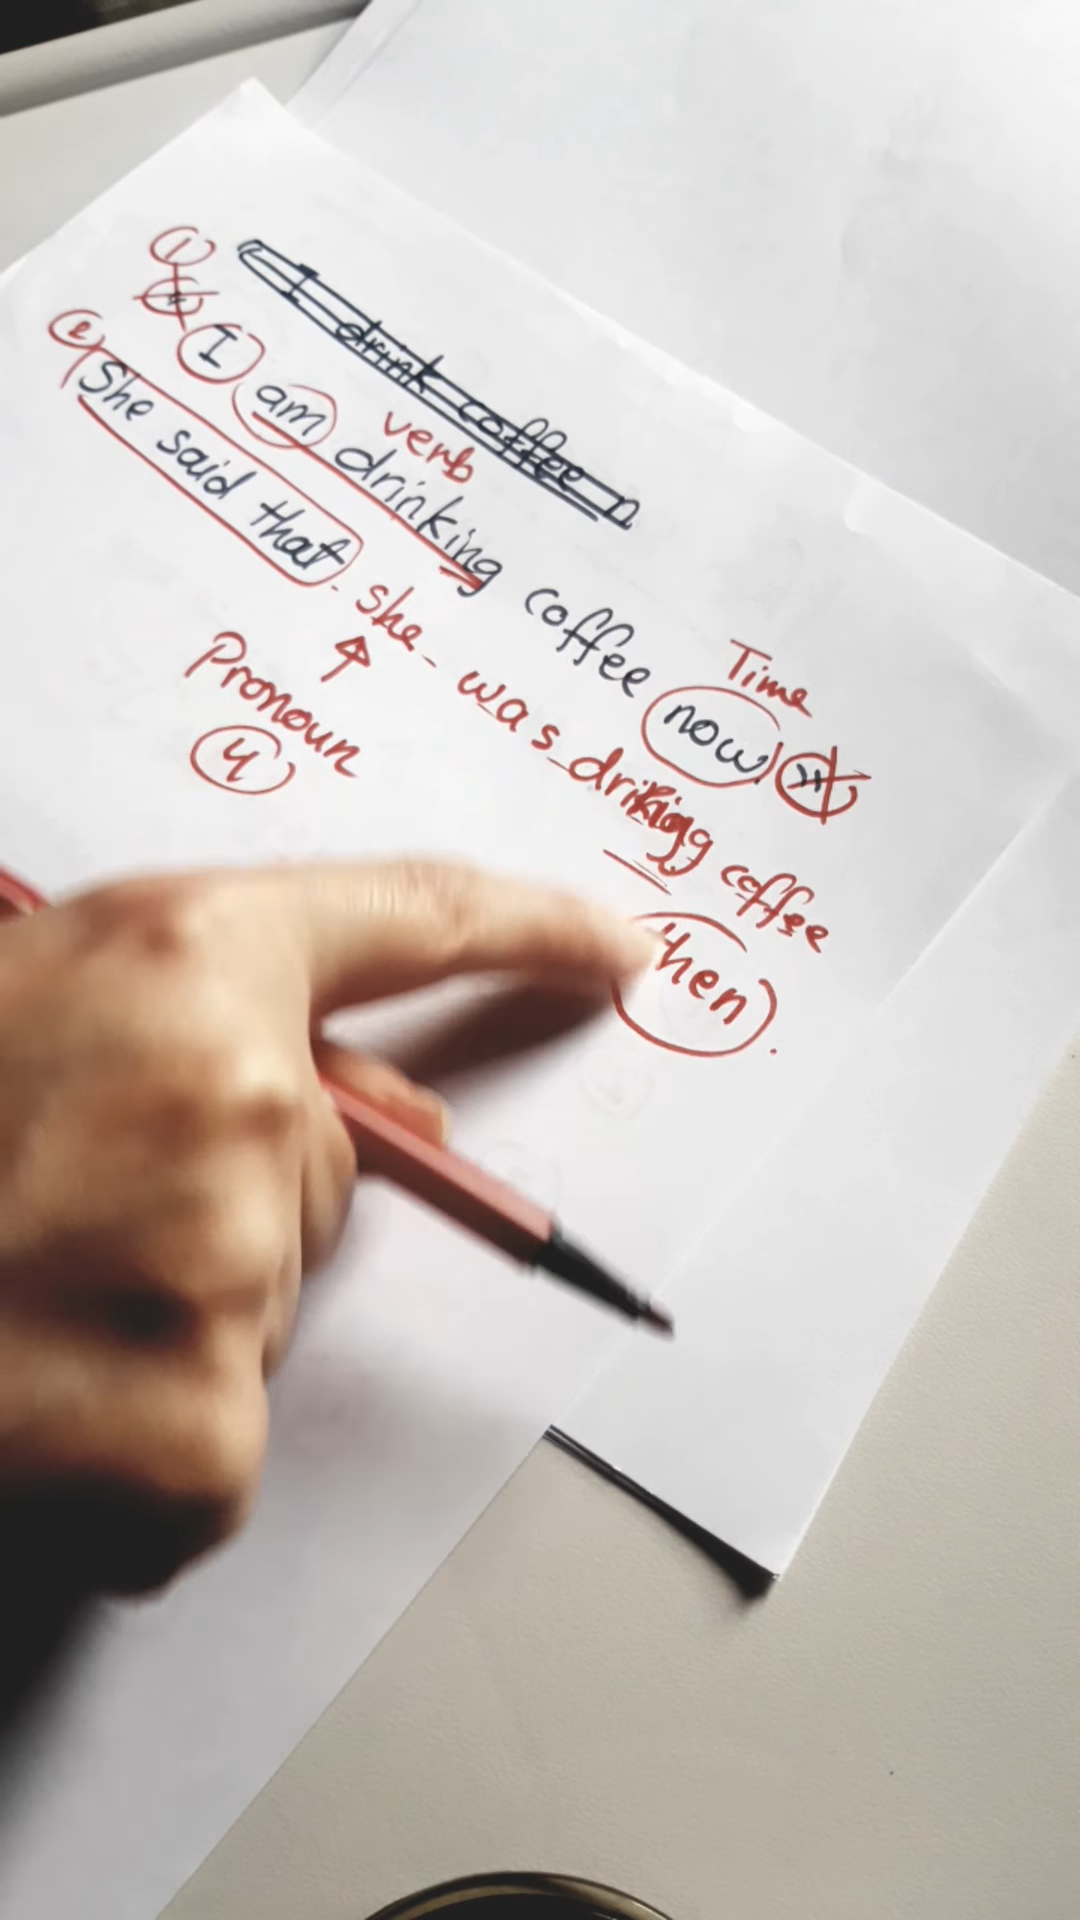 "I drink coffee n
① 
"I am drinking coffee now."
verb
Time
② She said that she was drinking coffee
then.
Pronoun
④